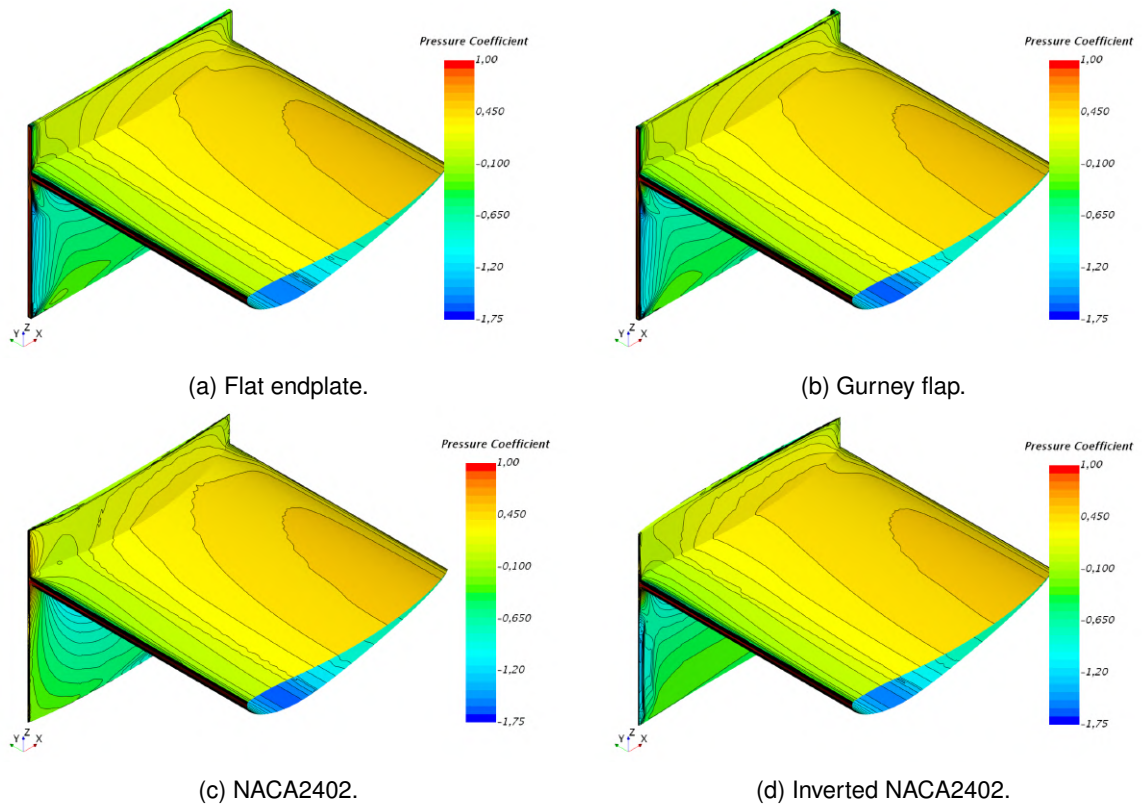 Pressure Coefficient
1,00
0,450
-0,100
-0,650
-1,20
-1,75
Y Z X
(a) Flat endplate.
Pressure Coefficient
1,00
0,450
-0,100
-0,650
-1,20
-1,75
Y Z X
(b) Gurney flap.
Pressure Coefficient
1,00
0,450
-0,100
-0,650
-1,20
-1,75
Y Z X
(c) NACA2402.
Pressure Coefficient
1,00
0,450
-0,100
-0,650
-1,20
-1,75
Y Z X
(d) Inverted NACA2402.